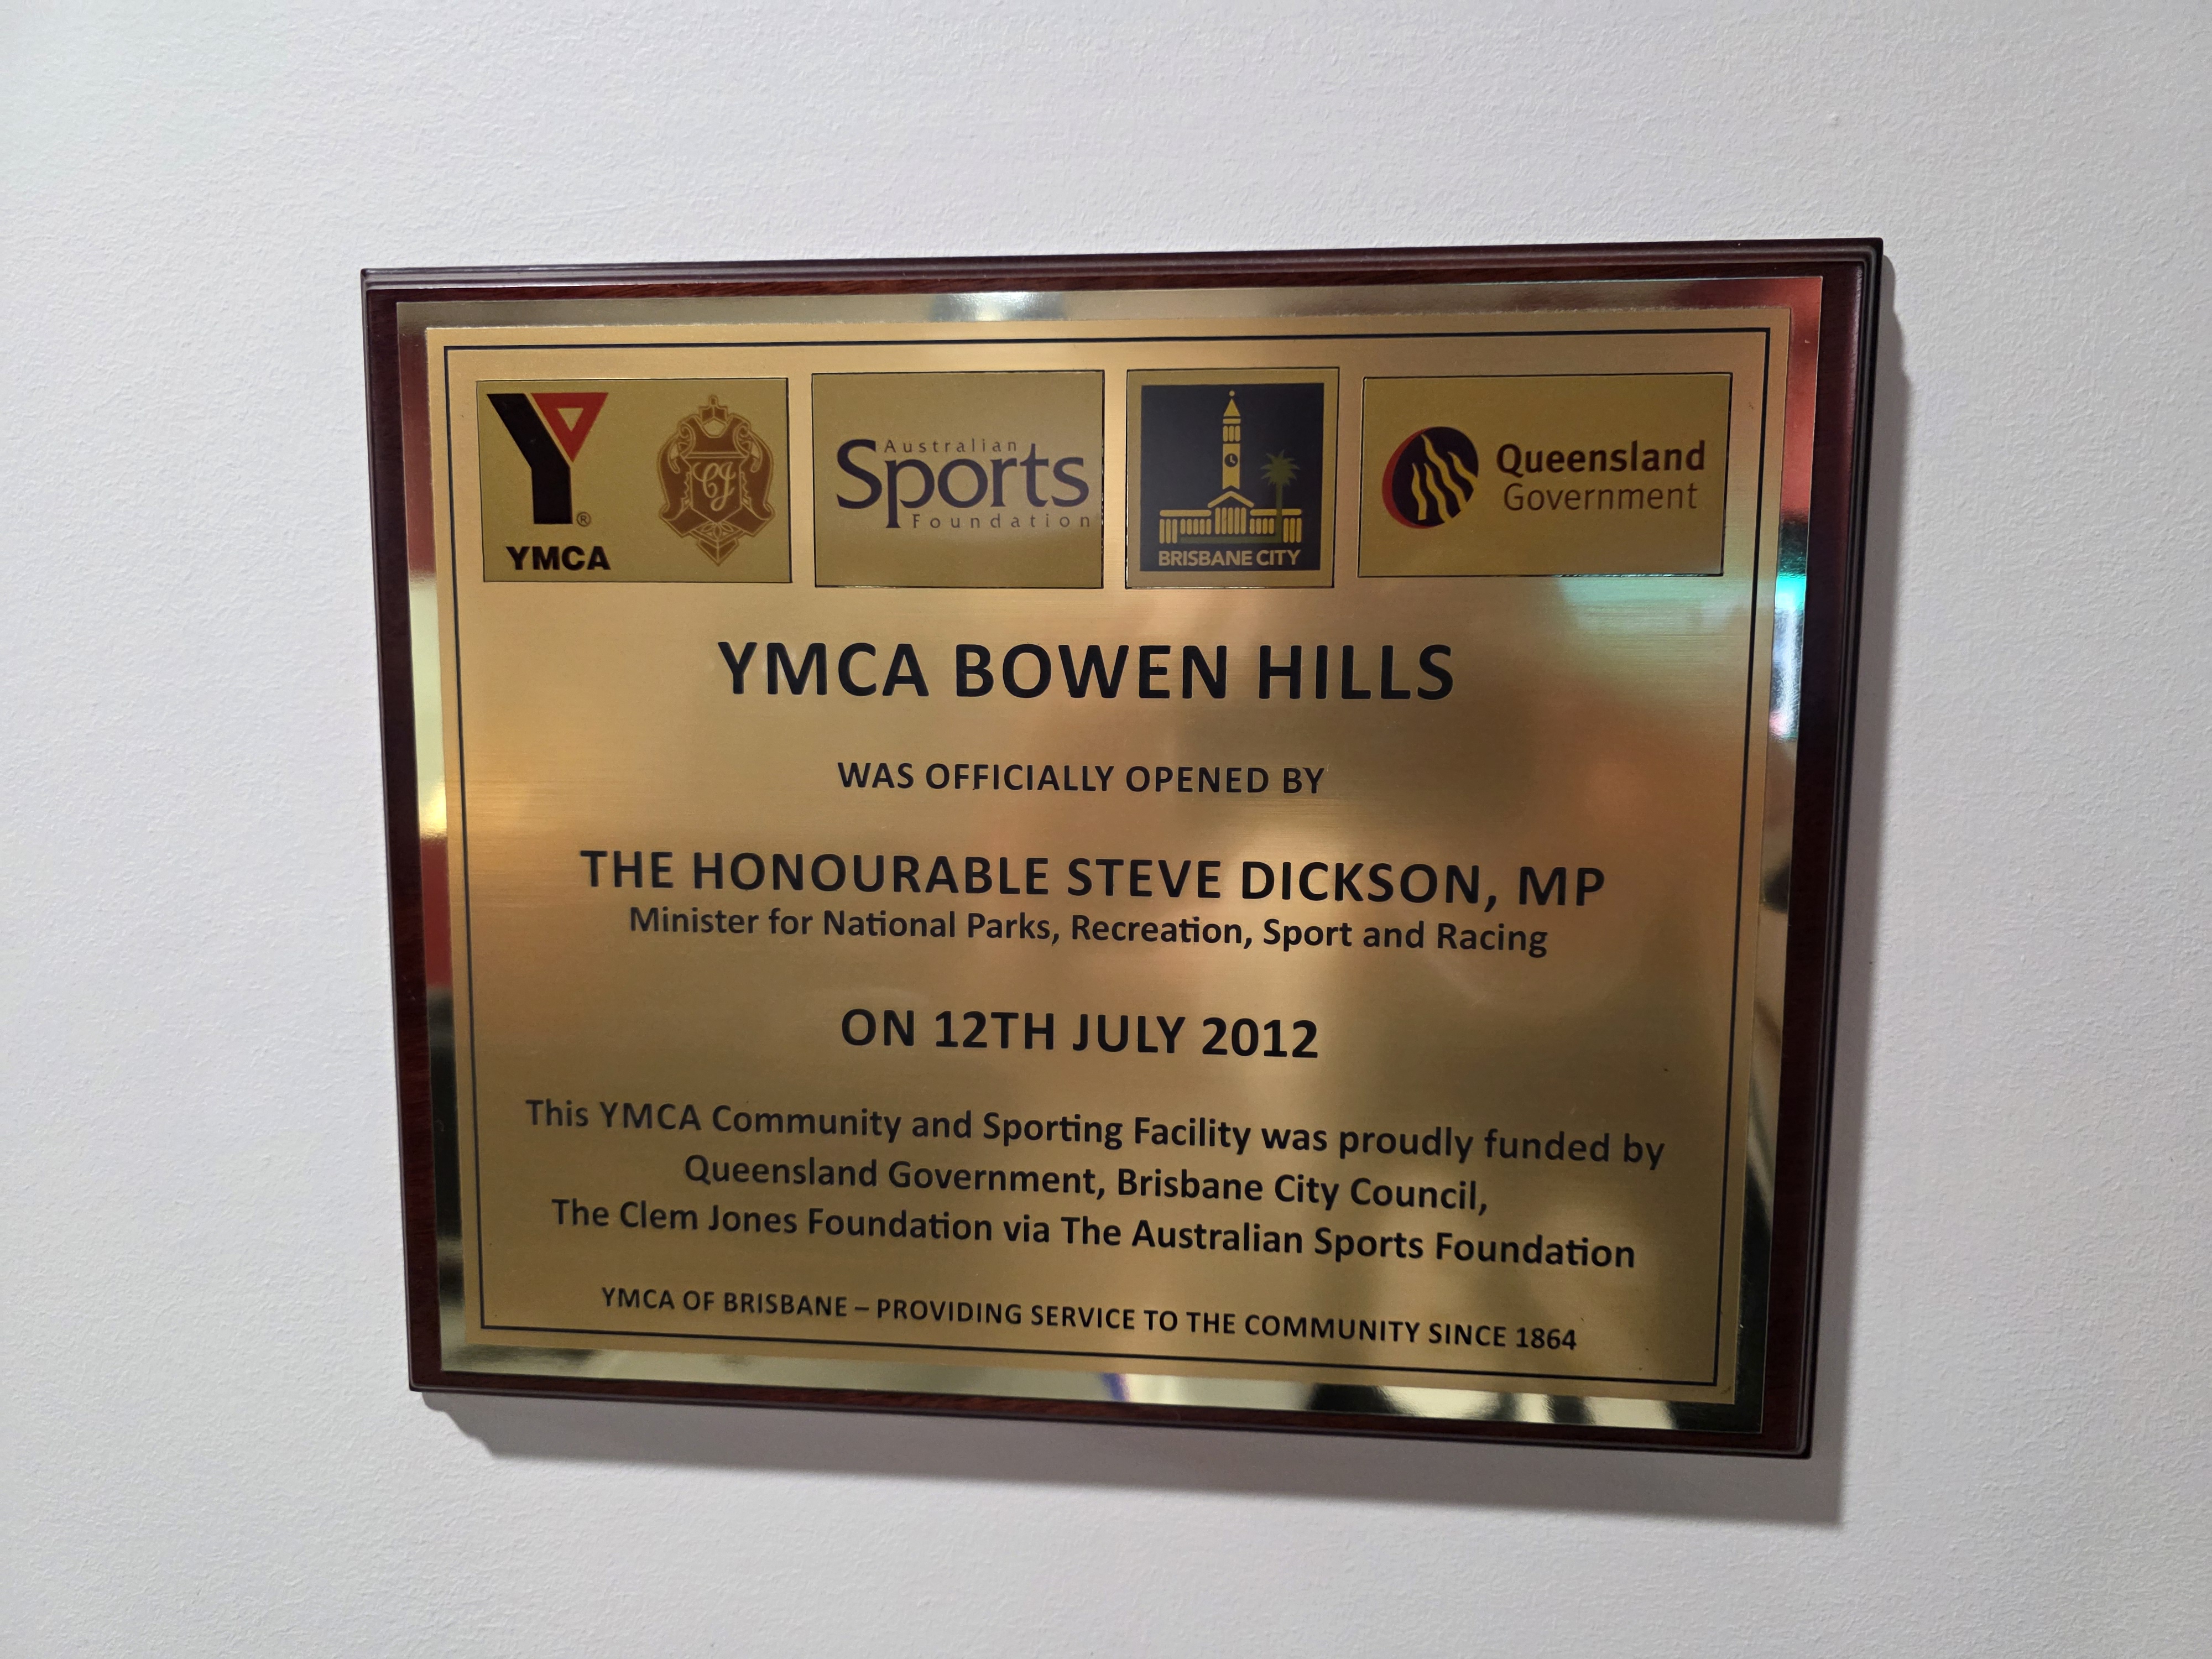 YMCA
CJ
Australian
Sports
Foundation
BRISBANE CITY
Queensland
Government
YMCA BOWEN HILLS
WAS OFFICIALLY OPENED BY
THE HONOURABLE STEVE DICKSON, MP
Minister for National Parks, Recreation, Sport and Racing
ON 12TH JULY 2012
This YMCA Community and Sporting Facility was proudly funded by
Queensland Government, Brisbane City Council,
The Clem Jones Foundation via The Australian Sports Foundation
YMCA OF BRISBANE – PROVIDING SERVICE TO THE COMMUNITY SINCE 1864